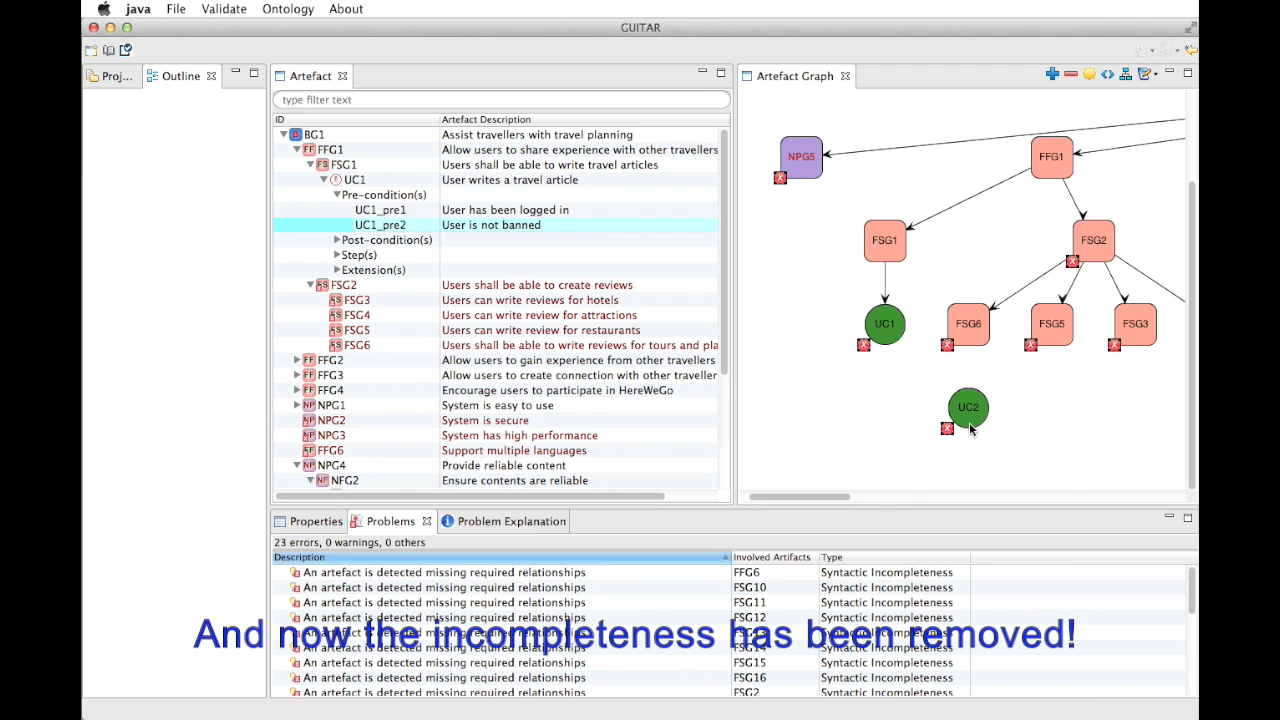 java File Validate Ontology About
GUITAR
Proj... Outline
Artefact
type filter text
ID Artefact Description
BG1 Assist travellers with travel planning
FFG1 Allow users to share experience with other travellers
FSG1 Users shall be able to write travel articles
UC1 User writes a travel article
Pre-condition(s)
UC1_pre1 User has been logged in
UC1_pre2 User is not banned
Post-condition(s)
Step(s)
Extension(s)
FSG2 Users shall be able to create reviews
FSG3 Users can write reviews for hotels
FSG4 Users can write reviews for attractions
FSG5 Users can write review for restaurants
FSG6 Users shall be able to write reviews for tours and pla
FFG2 Allow users to gain experience from other travellers
FFG3 Allow users to create connection with other traveller
FFG4 Encourage users to participate in HereWeGo
NPG1 System is easy to use
NPG2 System is secure
NPG3 System has high performance
FFG6 Support multiple languages
NPG4 Provide reliable content
NFG2 Ensure contents are reliable
Artefact Graph
NPG5 FFG1
FSG1 FSG2
UC1 FSG6 FSG5 FSG3
UC2
Properties Problems Problem Explanation
23 errors, 0 warnings, 0 others
Description Involved Artifacts Type
An artefact is detected missing required relationships FFG6 Syntactic Incompleteness
An artefact is detected missing required relationships FSG10 Syntactic Incompleteness
An artefact is detected missing required relationships FSG11 Syntactic Incompleteness
An artefact is detected missing required relationships FSG12 Syntactic Incompleteness
And now the incompleteness has been removed!
An artefact is detected missing required relationships FSG14 Syntactic Incompleteness
An artefact is detected missing required relationships FSG15 Syntactic Incompleteness
An artefact is detected missing required relationships FSG16 Syntactic Incompleteness
An artefact is detected missing required relationships FSG2 Syntactic Incompleteness